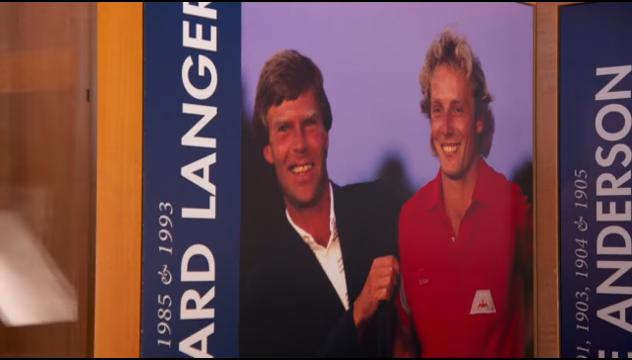 ARD LANGER
1985 & 1993
E ANDERSON
01, 1903, 1904 & 1905